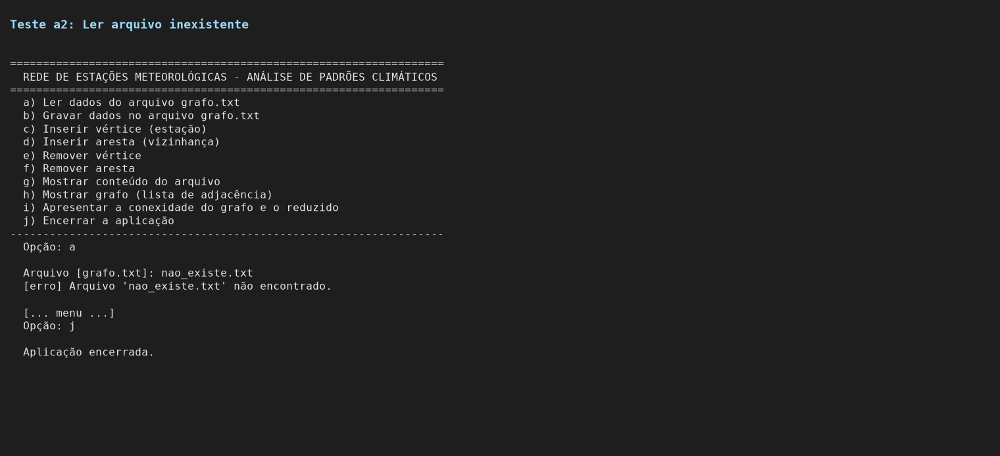 Teste a2: Ler arquivo inexistente
==================================================================
REDE DE ESTAÇÕES METEOROLÓGICAS - ANÁLISE DE PADRÕES CLIMÁTICOS
==================================================================
a) Ler dados do arquivo grafo.txt
b) Gravar dados no arquivo grafo.txt
c) Inserir vértice (estação)
d) Inserir aresta (vizinhança)
e) Remover vértice
f) Remover aresta
g) Mostrar conteúdo do arquivo
h) Mostrar grafo (lista de adjacência)
i) Apresentar a conexidade do grafo e o reduzido
j) Encerrar a aplicação
------------------------------------------------------------------
Opção: a
Arquivo [grafo.txt]: nao_existe.txt
[erro] Arquivo 'nao_existe.txt' não encontrado.
[... menu ...]
Opção: j
Aplicação encerrada.